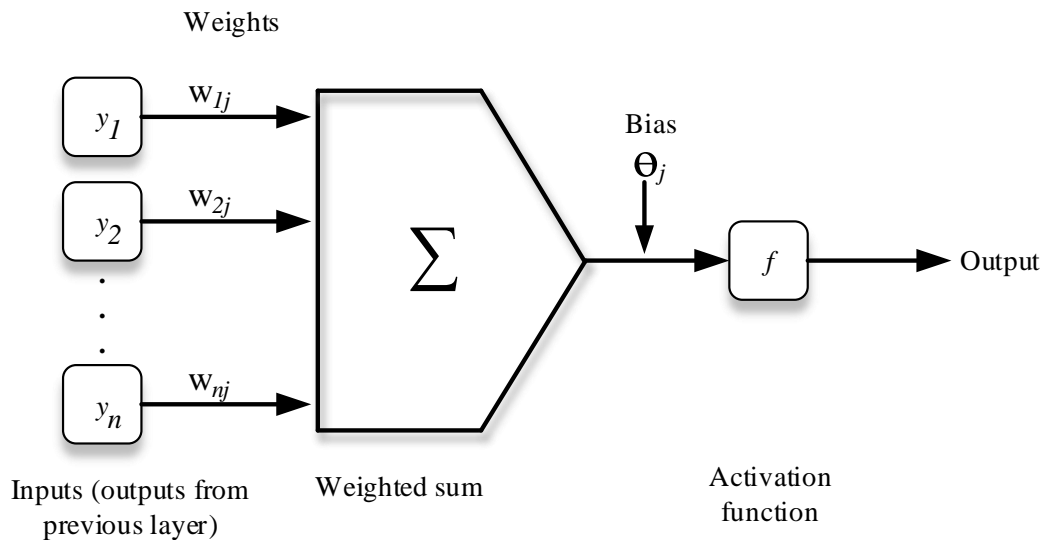 Weights
y1
w1j
y2
w2j
.
.
.
yn
wnj
∑
Bias
Θj
f
Output
Inputs (outputs from
previous layer)
Weighted sum
Activation
function